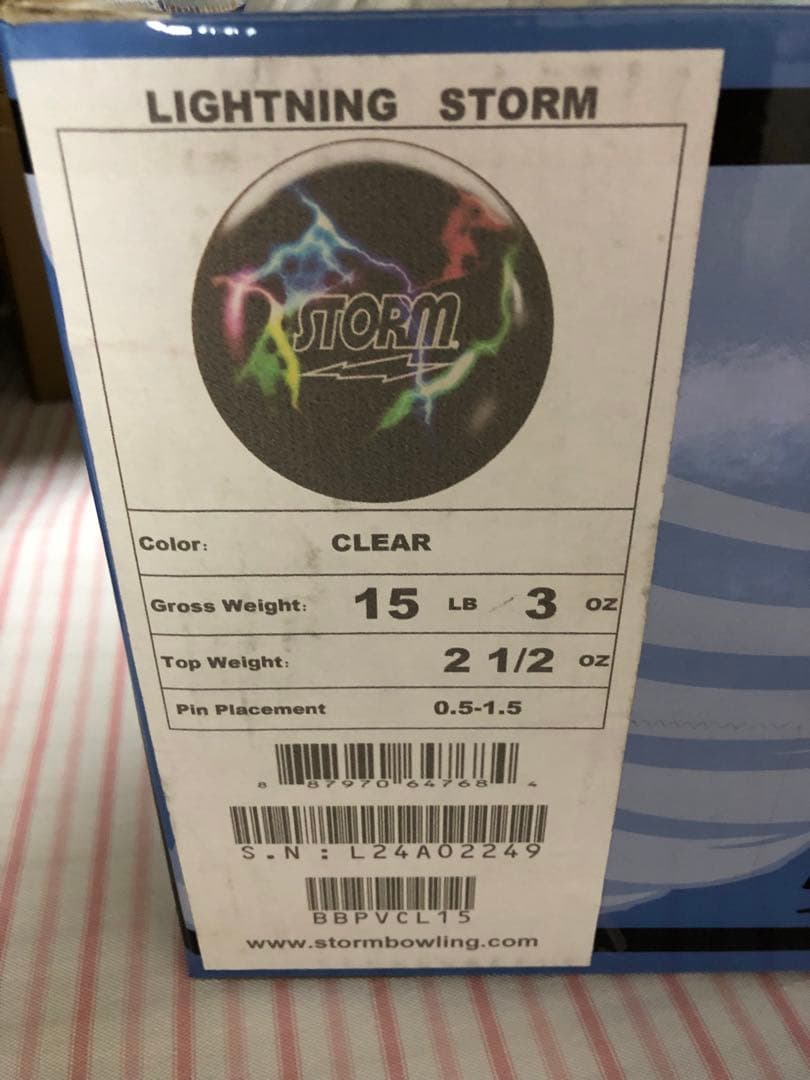 LIGHTNING STORM
STORM
Color: CLEAR
Gross Weight: 15 LB / 3 OZ
Top Weight: 2 1/2 OZ
Pin Placement 0.5-1.5
8 87970 64768 4
S.N : L24A02249
BBPVCL15
www.stormbowling.com